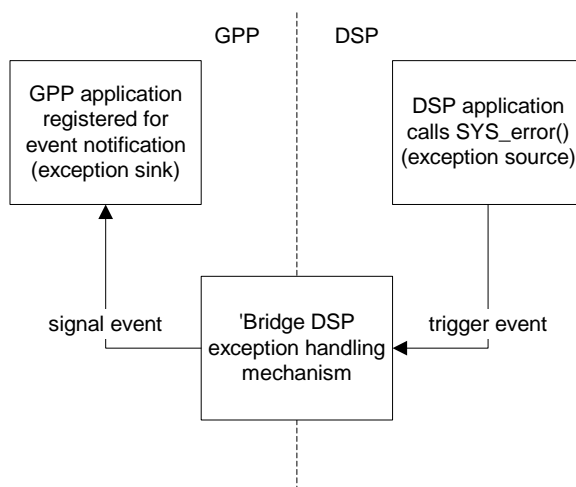 GPP
DSP
GPP application
registered for
event notification
(exception sink)
DSP application
calls SYS_error()
(exception source)
signal event
'Bridge DSP
exception handling
mechanism
trigger event